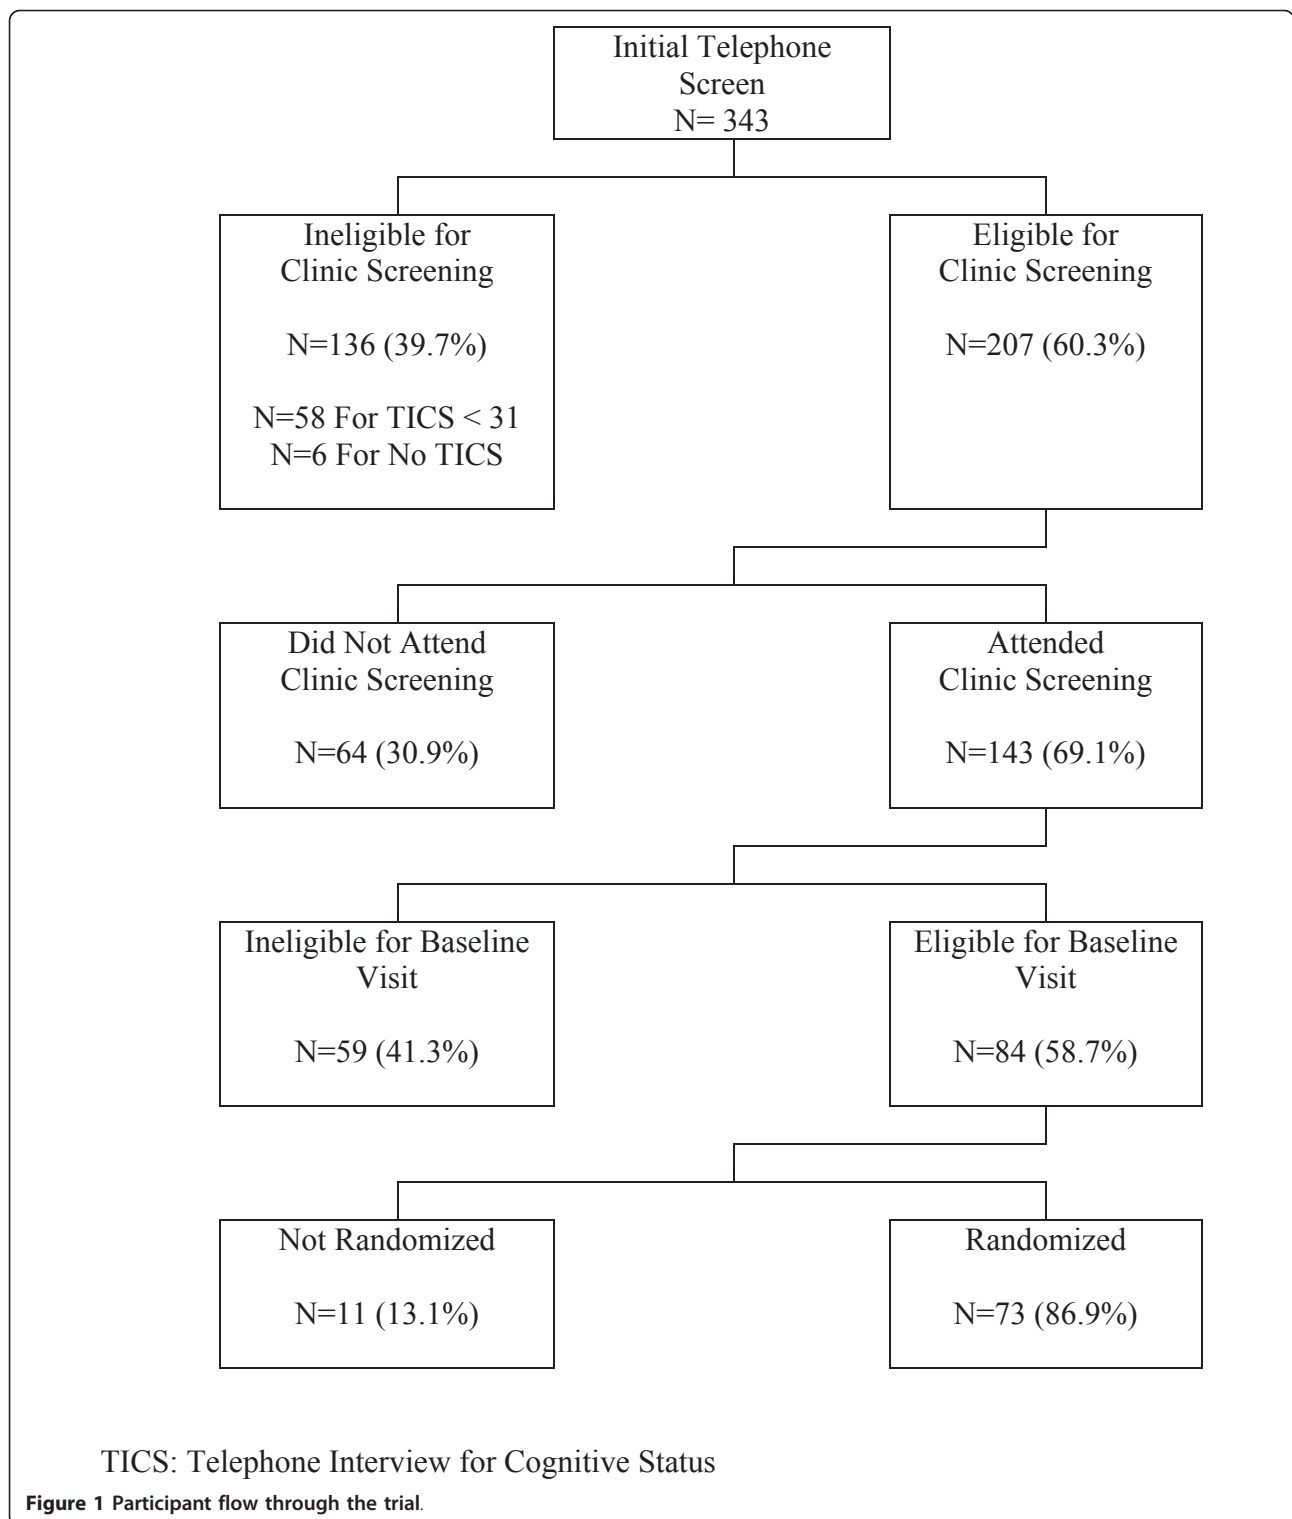 Initial Telephone
Screen
N= 343
Ineligible for
Clinic Screening
N=136 (39.7%)
N=58 For TICS < 31
N=6 For No TICS
Eligible for
Clinic Screening
N=207 (60.3%)
Did Not Attend
Clinic Screening
N=64 (30.9%)
Attended
Clinic Screening
N=143 (69.1%)
Ineligible for Baseline
Visit
N=59 (41.3%)
Eligible for Baseline
Visit
N=84 (58.7%)
Not Randomized
N=11 (13.1%)
Randomized
N=73 (86.9%)
TICS: Telephone Interview for Cognitive Status
Figure 1 Participant flow through the trial.